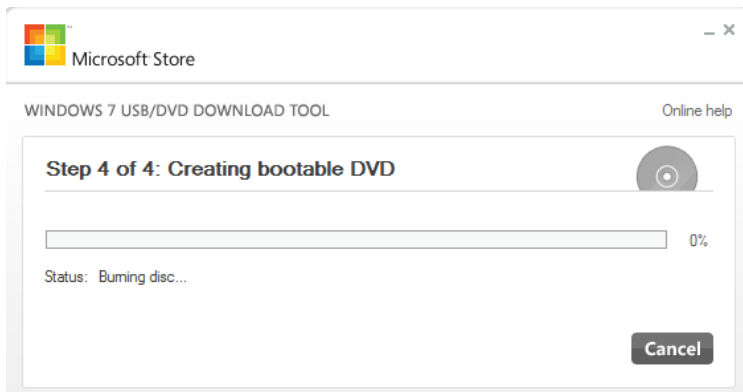 Microsoft Store
WINDOWS 7 USB/DVD DOWNLOAD TOOL Online help
Step 4 of 4: Creating bootable DVD
0%
Status: Burning disc...
Cancel